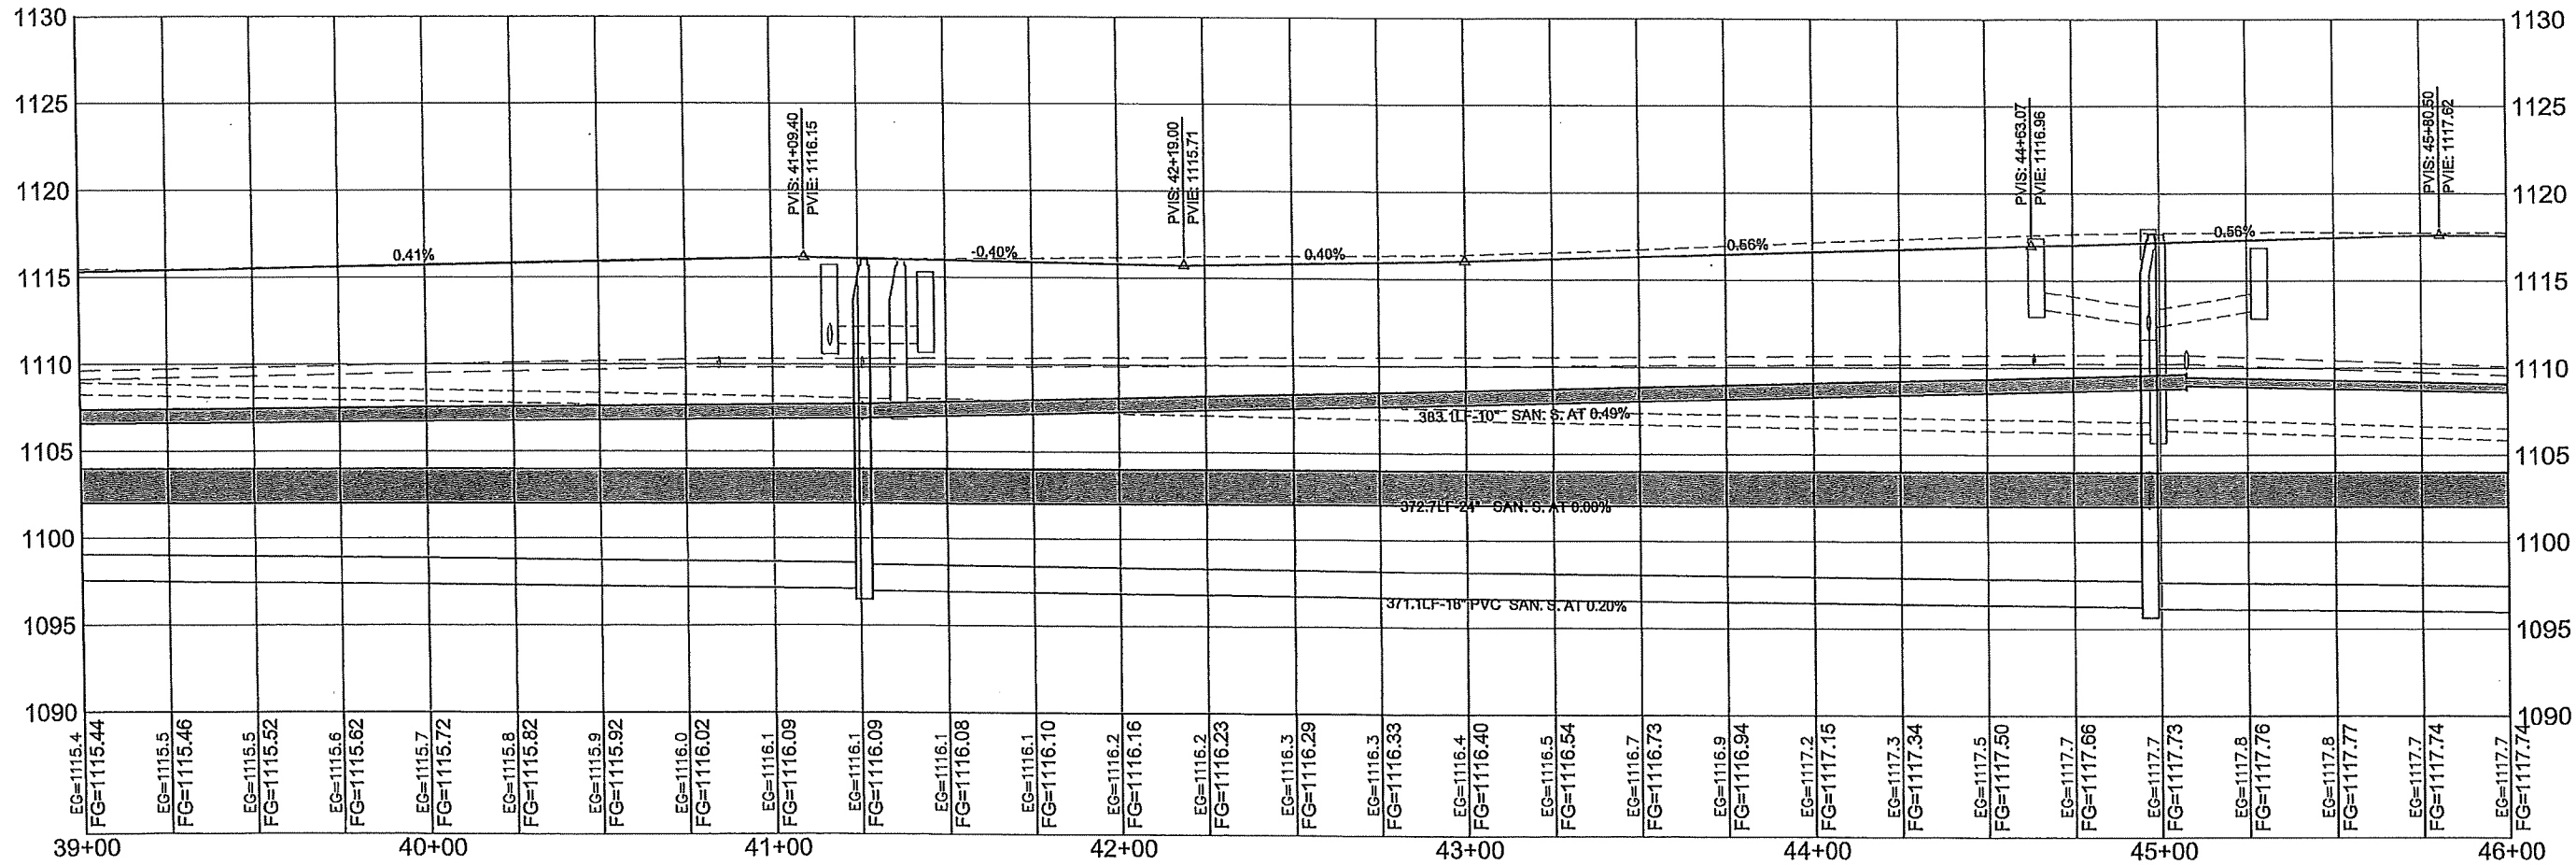 1130
1130
1125
1125
1120
1120
1115
1115
1110
1110
1105
1105
1100
1100
1095
1095
1090
1090
PVIS: 41+09.40
PVIE: 1116.15
PVIS: 42+19.00
PVIE: 1115.71
PVIS: 44+63.07
PVIE: 1116.96
PVIS: 45+80.50
PVIE: 1117.62
0.41%
-0.40%
0.40%
0.56%
0.56%
383.1LF-10" SAN. S. AT 0.49%
372.7LF-24" SAN. S. AT 0.00%
371.1LF-18" PVC SAN. S. AT 0.20%
EG=1115.4
FG=1115.44
EG=1115.5
FG=1115.46
EG=1115.5
FG=1115.52
EG=1115.6
FG=1115.62
EG=1115.7
FG=1115.72
EG=1115.8
FG=1115.82
EG=1115.9
FG=1115.92
EG=1116.0
FG=1116.02
EG=1116.1
FG=1116.09
EG=1116.1
FG=1116.09
EG=1116.1
FG=1116.08
EG=1116.1
FG=1116.10
EG=1116.2
FG=1116.16
EG=1116.2
FG=1116.23
EG=1116.3
FG=1116.29
EG=1116.3
FG=1116.33
EG=1116.4
FG=1116.40
EG=1116.5
FG=1116.54
EG=1116.7
FG=1116.73
EG=1116.9
FG=1116.94
EG=1117.2
FG=1117.15
EG=1117.3
FG=1117.34
EG=1117.5
FG=1117.50
EG=1117.7
FG=1117.66
EG=1117.7
FG=1117.73
EG=1117.8
FG=1117.76
EG=1117.8
FG=1117.77
EG=1117.7
FG=1117.74
EG=1117.7
FG=1117.74
39+00
40+00
41+00
42+00
43+00
44+00
45+00
46+00